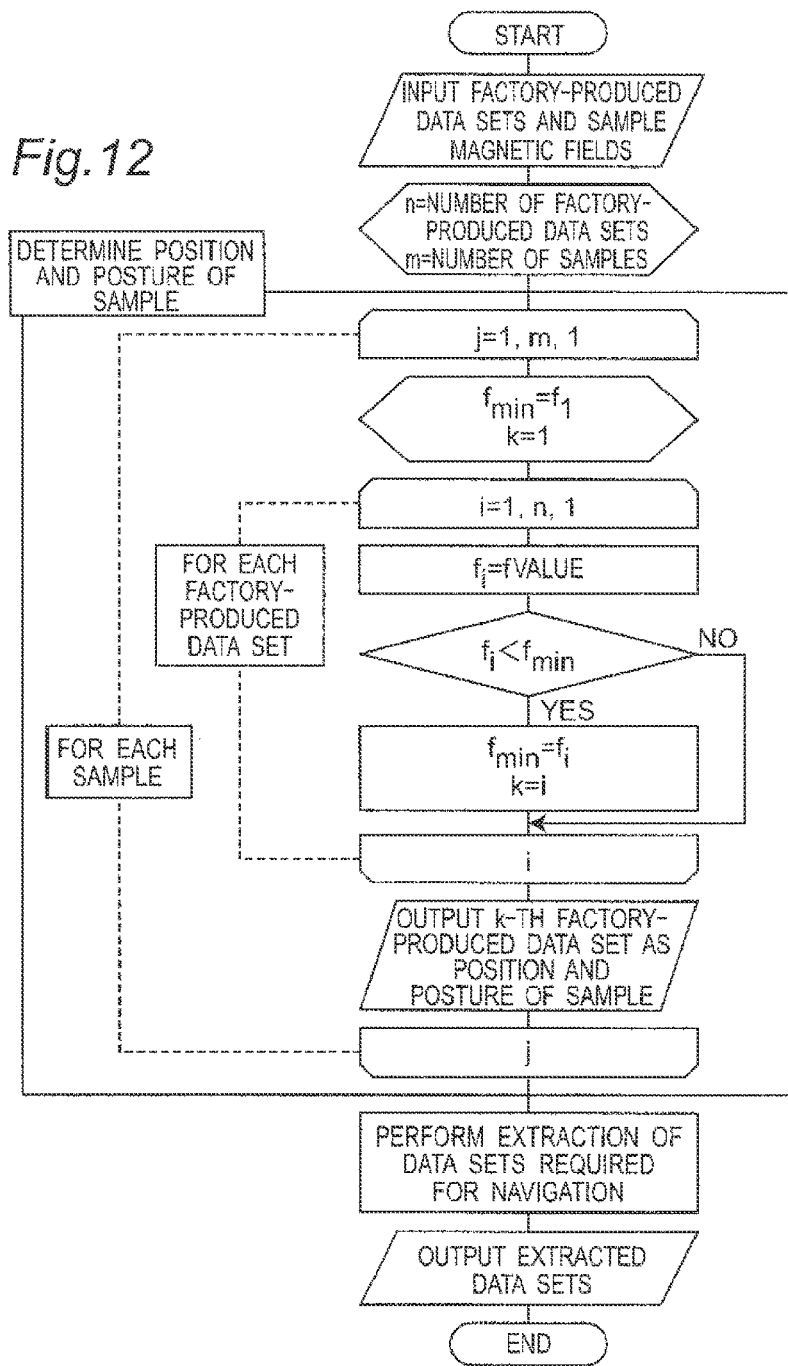 Fig.12
START
INPUT FACTORY-PRODUCED
DATA SETS AND SAMPLE
MAGNETIC FIELDS
n=NUMBER OF FACTORY-
PRODUCED DATA SETS
m=NUMBER OF SAMPLES
DETERMINE POSITION
AND POSTURE OF
SAMPLE
j=1, m, 1
fmin=f1
k=1
i=1, n, 1
FOR EACH
FACTORY-
PRODUCED
DATA SET
fi=fVALUE
fi<fmin
NO
YES
FOR EACH
SAMPLE
fmin=fi
k=i
i
OUTPUT k-TH FACTORY-
PRODUCED DATA SET AS
POSITION AND
POSTURE OF SAMPLE
j
PERFORM EXTRACTION OF
DATA SETS REQUIRED
FOR NAVIGATION
OUTPUT EXTRACTED
DATA SETS
END